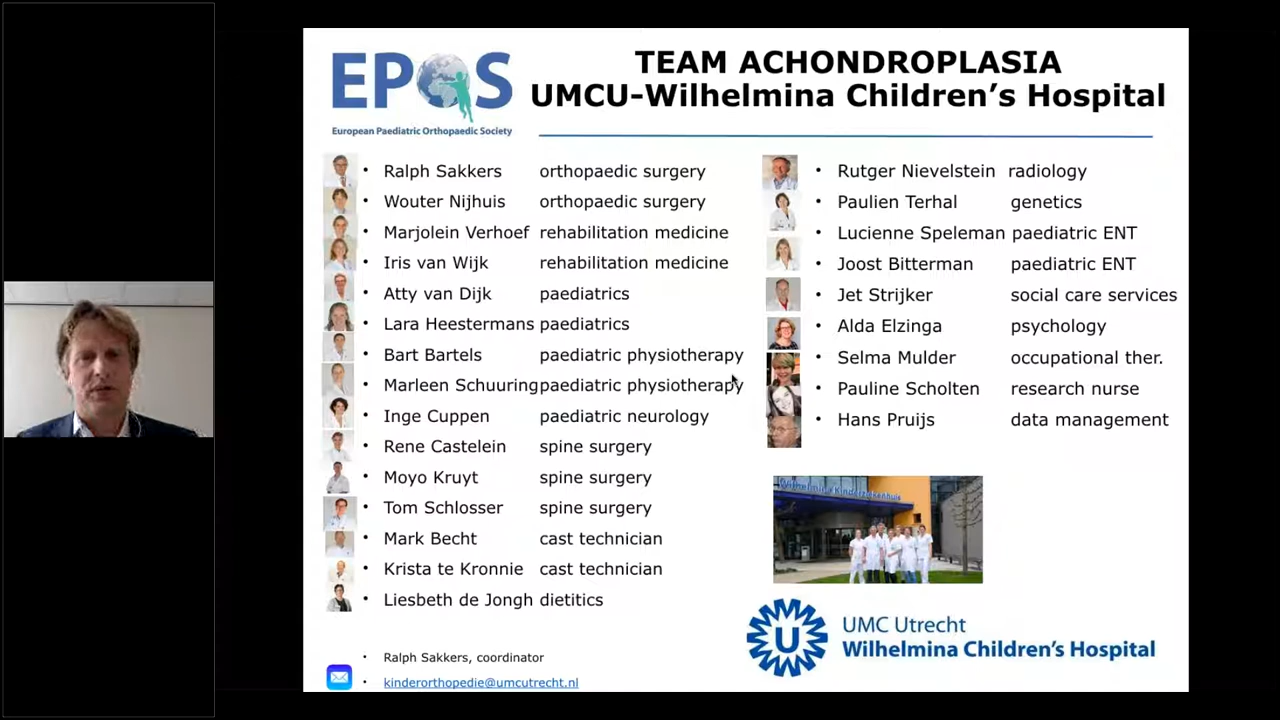 EPOS
European Paediatric Orthopaedic Society
TEAM ACHONDROPLASIA
UMCU-Wilhelmina Children's Hospital
• Ralph Sakkers orthopaedic surgery
• Wouter Nijhuis orthopaedic surgery
• Marjolein Verhoef rehabilitation medicine
• Iris van Wijk rehabilitation medicine
• Atty van Dijk paediatrics
• Lara Heestermans paediatrics
• Bart Bartels paediatric physiotherapy
• Marleen Schuuring paediatric physiotherapy
• Inge Cuppen paediatric neurology
• Rene Castelein spine surgery
• Moyo Kruyt spine surgery
• Tom Schlosser spine surgery
• Mark Becht cast technician
• Krista te Kronnie cast technician
• Liesbeth de Jongh dietitics
• Ralph Sakkers, coordinator
• kinderorthopedie@umcutrecht.nl
• Rutger Nievelstein radiology
• Paulien Terhal genetics
• Lucienne Speleman paediatric ENT
• Joost Bitterman paediatric ENT
• Jet Strijker social care services
• Alda Elzinga psychology
• Selma Mulder occupational ther.
• Pauline Scholten research nurse
• Hans Pruijs data management
Wilhelmina Kinderziekenhuis
U
UMC Utrecht
Wilhelmina Children's Hospital